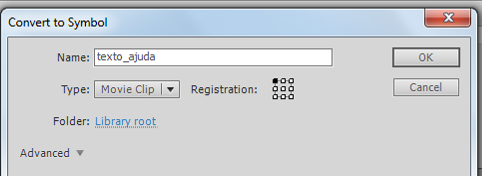 Convert to Symbol
Name: texto_ajuda OK
Type: Movie Clip Registration: Cancel
Folder: Library root
Advanced